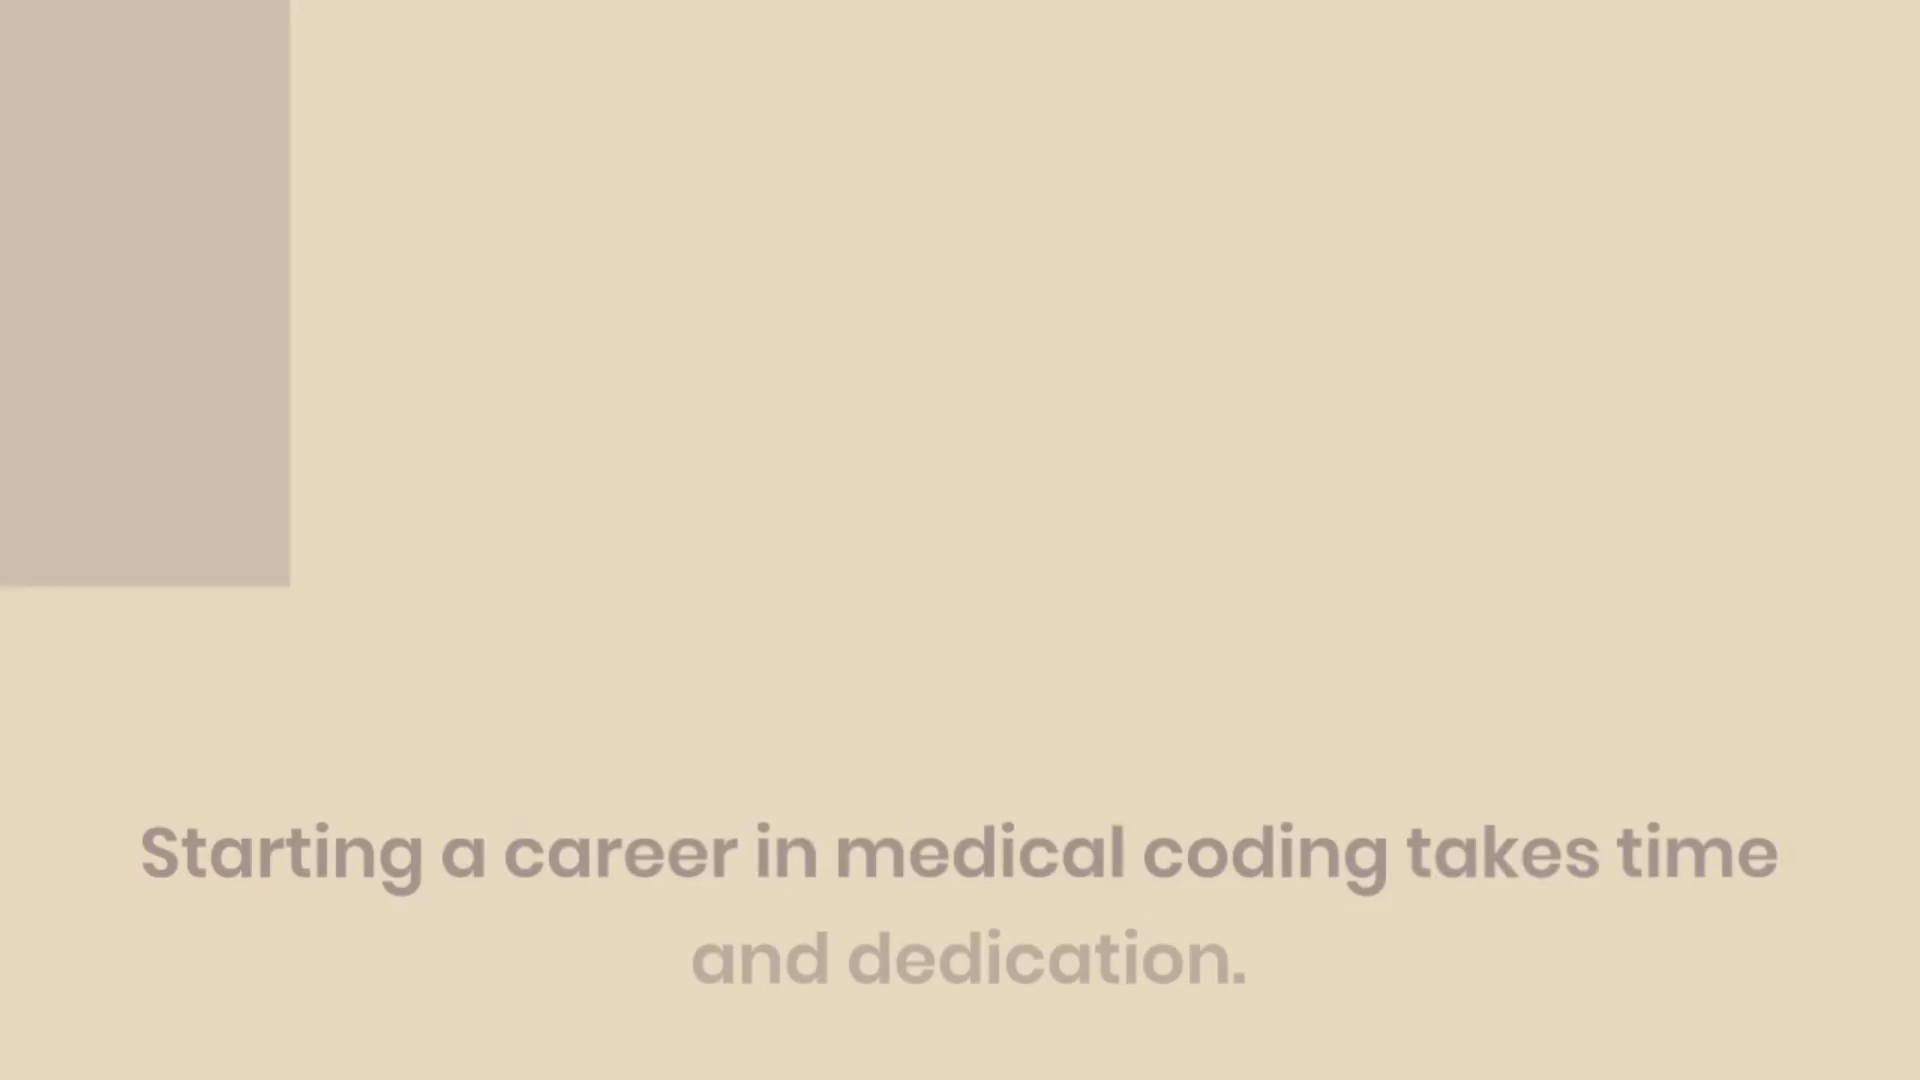 Starting a career in medical coding takes time
and dedication.